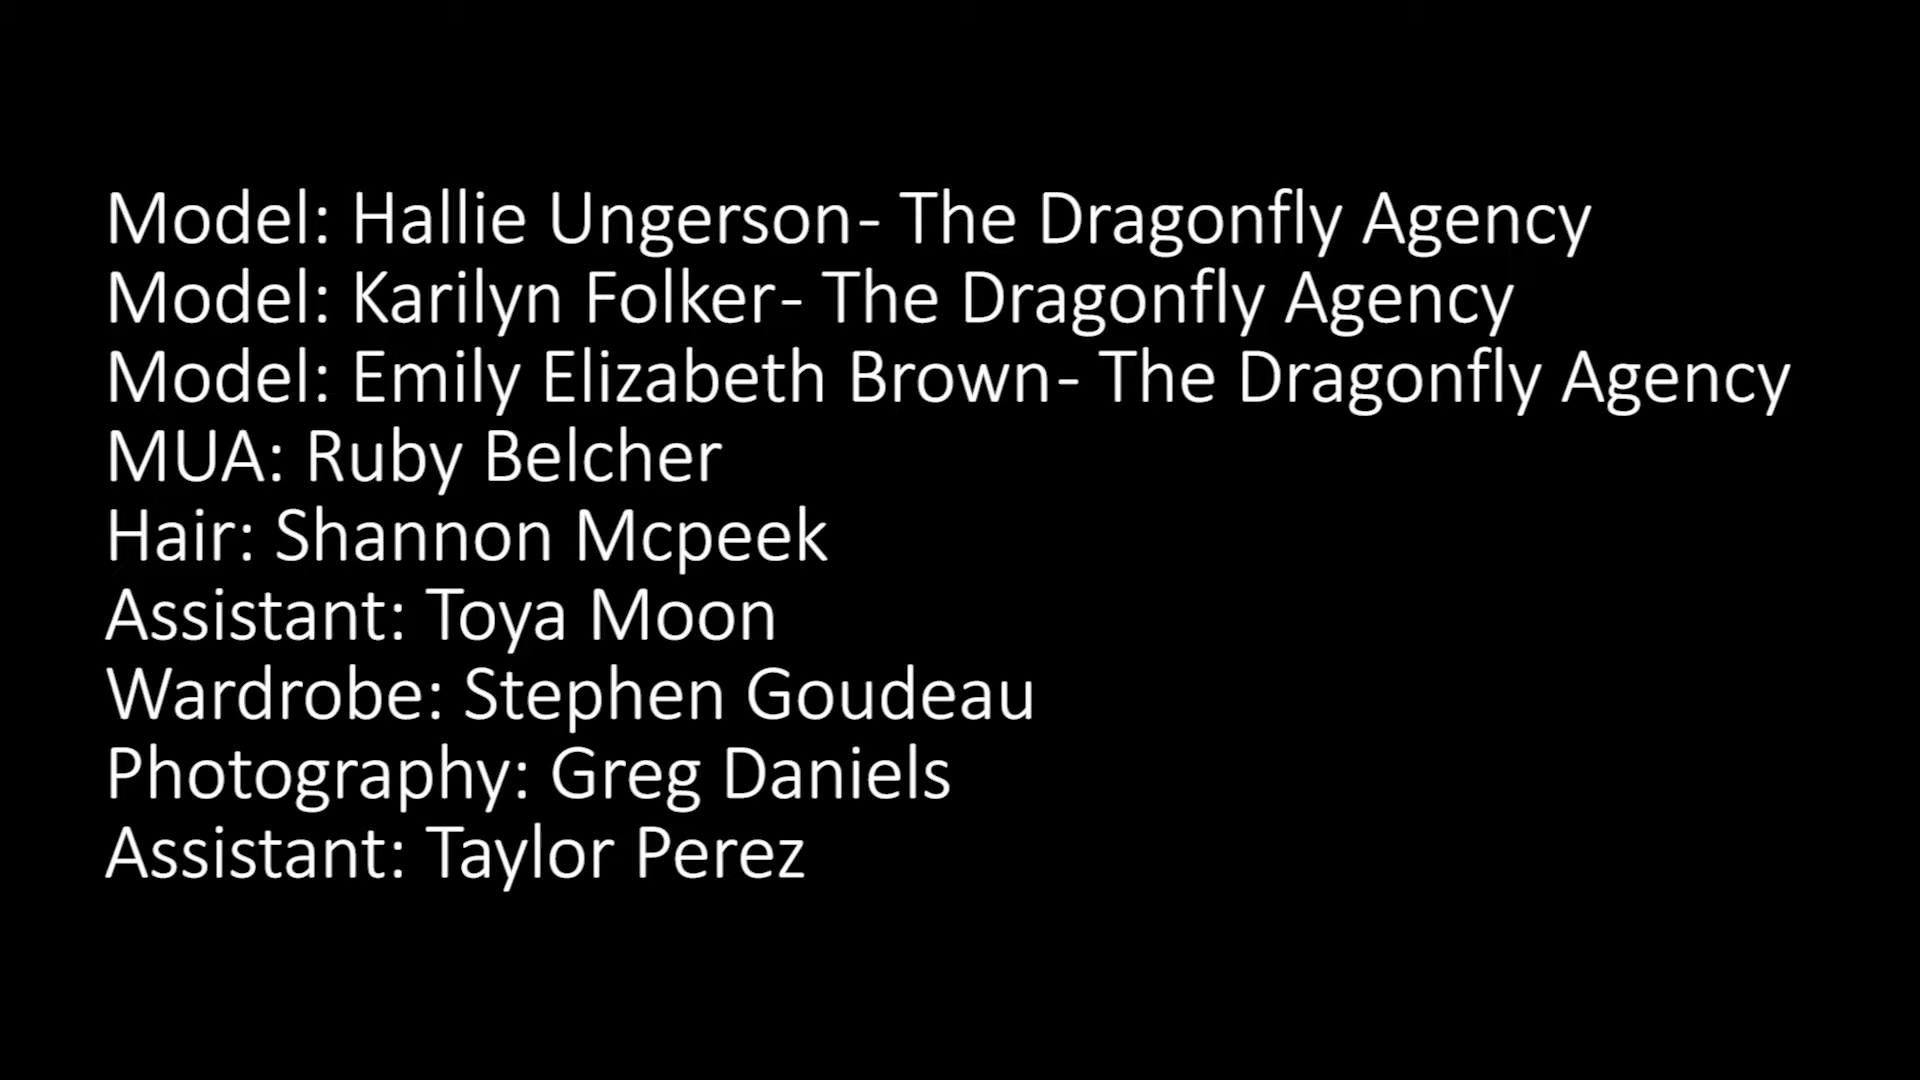 Model: Hallie Ungerson- The Dragonfly Agency
Model: Karilyn Folker- The Dragonfly Agency
Model: Emily Elizabeth Brown- The Dragonfly Agency
MUA: Ruby Belcher
Hair: Shannon Mcpeek
Assistant: Toya Moon
Wardrobe: Stephen Goudeau
Photography: Greg Daniels
Assistant: Taylor Perez